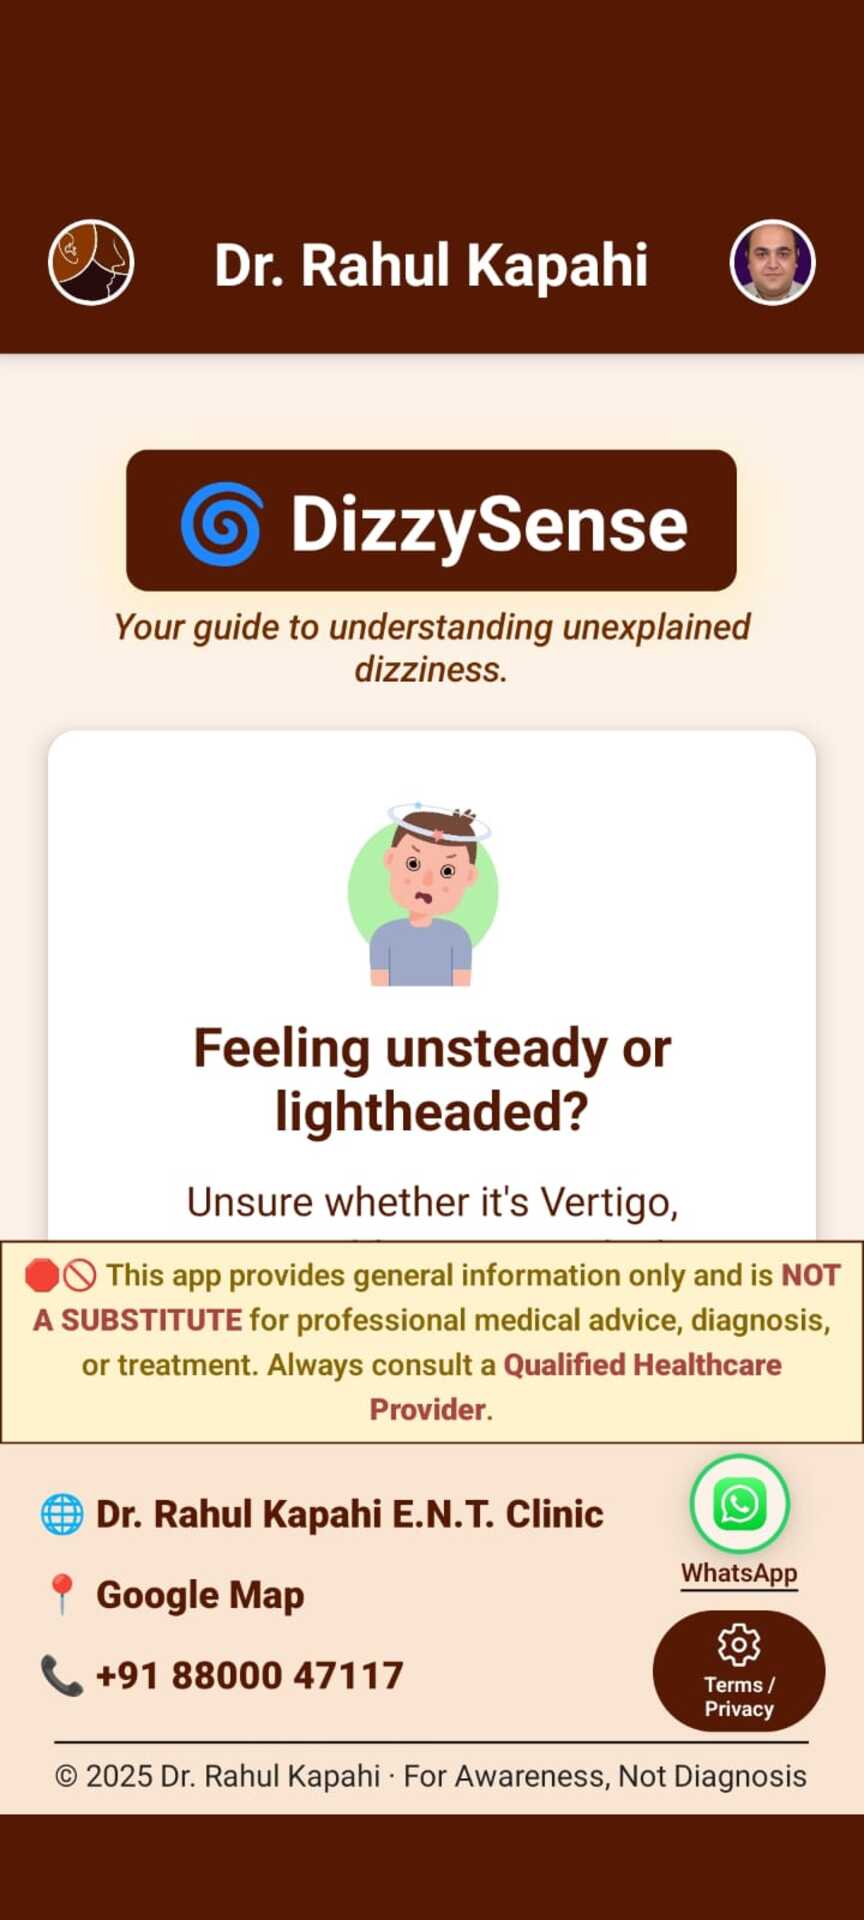 Dr. Rahul Kapahi
🌀 DizzySense
Your guide to understanding unexplained
dizziness.
Feeling unsteady or
lightheaded?
Unsure whether it's Vertigo,
🛑🚫 This app provides general information only and is NOT
A SUBSTITUTE for professional medical advice, diagnosis,
or treatment. Always consult a Qualified Healthcare
Provider.
🌐 Dr. Rahul Kapahi E.N.T. Clinic
WhatsApp
📍 Google Map
📞 +91 88000 47117
Terms /
Privacy
© 2025 Dr. Rahul Kapahi · For Awareness, Not Diagnosis